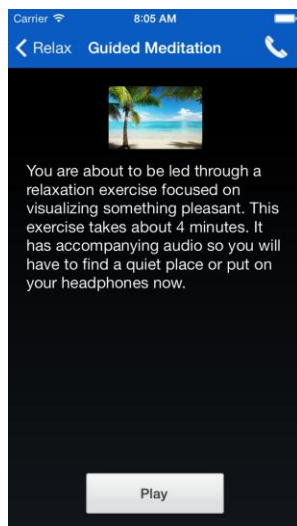 Carrier 8:05 AM
Relax Guided Meditation
You are about to be led through a
relaxation exercise focused on
visualizing something pleasant. This
exercise takes about 4 minutes. It
has accompanying audio so you will
have to find a quiet place or put on
your headphones now.
Play